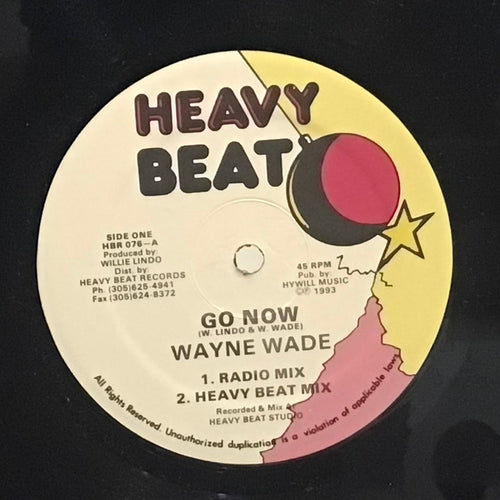 HEAVY
BEAT
SIDE ONE
HBR 076-A
Produced by:
WILLIE LINDO
Dist. by:
HEAVY BEAT RECORDS
Ph. (305)625-4941
Fax (305)624-8372
45 RPM
Pub. by:
HYWILL MUSIC
©℗ 1993
GO NOW
(W. LINDO & W. WADE)
WAYNE WADE
1. RADIO MIX
2. HEAVY BEAT MIX
Recorded & Mix At
HEAVY BEAT STUDIO
All Rights Reserved. Unauthorized duplication is a violation of applicable laws